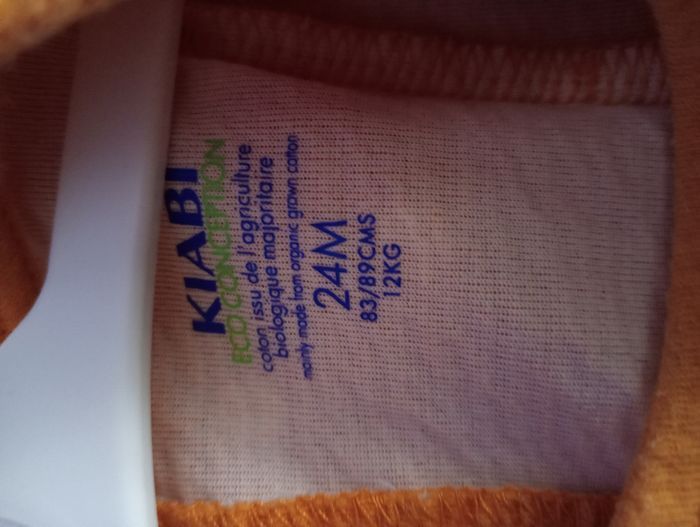 KIABI
ECO CONCEPTION
coton issu de l'agriculture
biologique majoritaire
mainly made from organic grown cotton
24M
83/89CMS
12KG